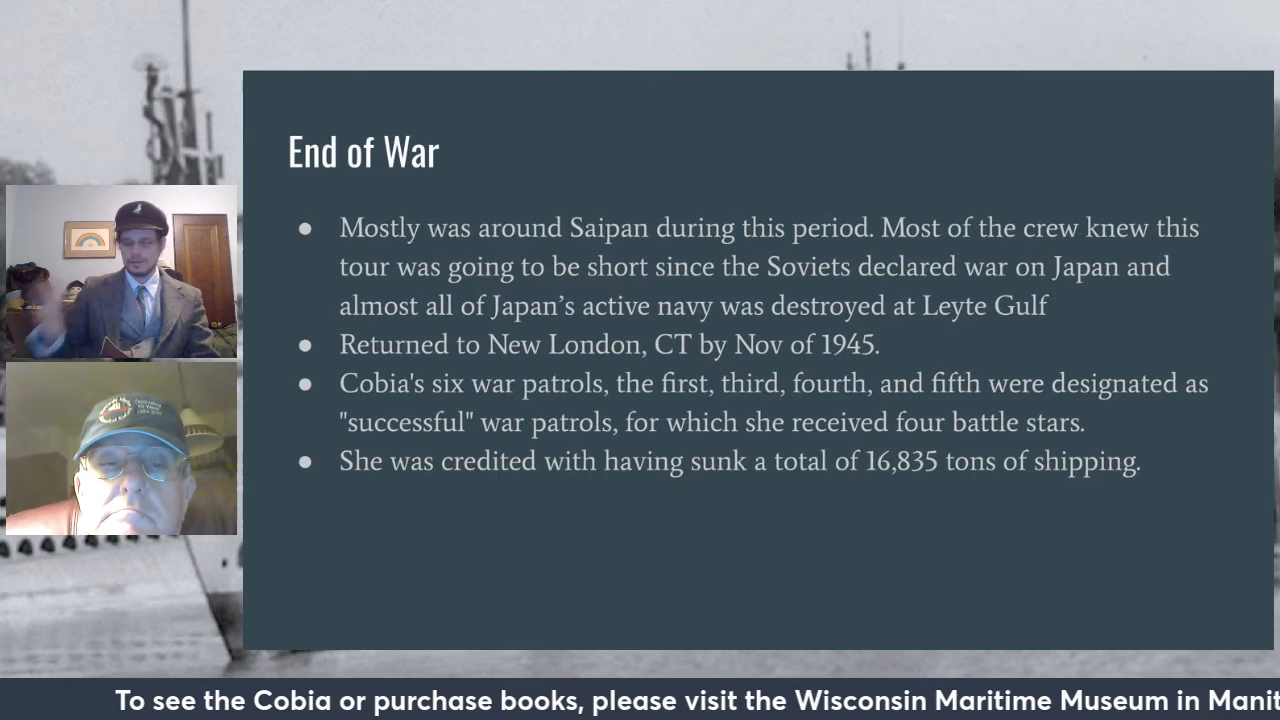 End of War
● Mostly was around Saipan during this period. Most of the crew knew this
tour was going to be short since the Soviets declared war on Japan and
almost all of Japan’s active navy was destroyed at Leyte Gulf
● Returned to New London, CT by Nov of 1945.
● Cobia's six war patrols, the first, third, fourth, and fifth were designated as
"successful" war patrols, for which she received four battle stars.
● She was credited with having sunk a total of 16,835 tons of shipping.
To see the Cobia or purchase books, please visit the Wisconsin Maritime Museum in Manit